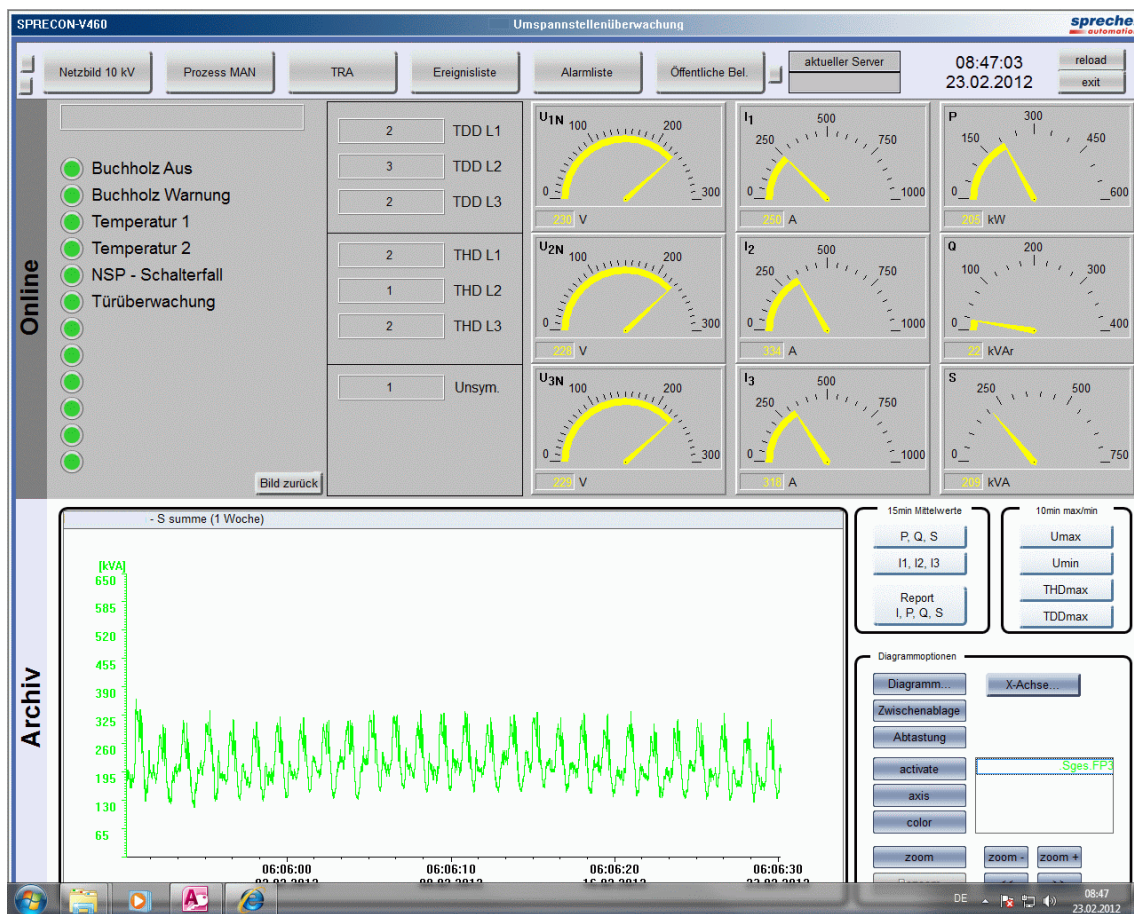 SPRECON-V460 Umspannstellenüberwachung spreche
automatio
Netzbild 10 kV Prozess MAN TRA Ereignisliste Alarmliste Öffentliche Bel. aktueller Server 08:47:03 23.02.2012 reload exit
Online
Buchholz Aus
Buchholz Warnung
Temperatur 1
Temperatur 2
NSP - Schalterfall
Türüberwachung
Bild zurück
2 TDD L1
3 TDD L2
2 TDD L3
2 THD L1
1 THD L2
2 THD L3
1 Unsym.
U1N 0 100 200 300
230 V
I1 0 250 500 750 1000
250 A
P 0 150 300 450 600
205 kW
U2N 0 100 200 300
228 V
I2 0 250 500 750 1000
334 A
Q 0 100 200 300 400
22 kVAr
U3N 0 100 200 300
229 V
I3 0 250 500 750 1000
318 A
S 0 250 500 750
209 kVA
Archiv
- S summe (1 Woche)
[kVA]
650
585
520
455
390
325
260
195
130
65
06:06:00 06:06:10 06:06:20 06:06:30
15min Mittelwerte
P, Q, S
I1, I2, I3
Report
I, P, Q, S
10min max/min
Umax
Umin
THDmax
TDDmax
Diagrammoptionen
Diagramm... X-Achse...
Zwischenablage
Abtastung
activate .Sges.FP3
axis
color
zoom zoom - zoom +
DE 08:47
23.02.2012